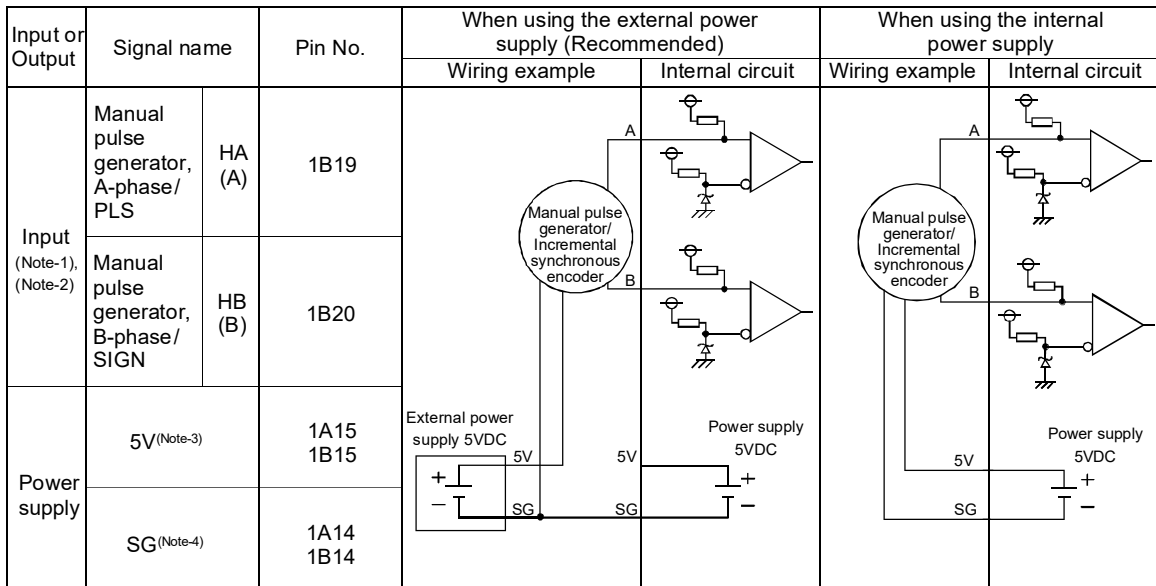 Input or
Output
Signal name
Pin No.
When using the external power
supply (Recommended)
When using the internal
power supply
Wiring example
Internal circuit
Wiring example
Internal circuit
Input
(Note-1),
(Note-2)
Manual
pulse
generator,
A-phase/
PLS
HA
(A)
1B19
Manual
pulse
generator,
B-phase/
SIGN
HB
(B)
1B20
Power
supply
5V(Note-3)
1A15
1B15
SG(Note-4)
1A14
1B14
A
Manual pulse
generator/
Incremental
synchronous
encoder
B
External power
supply 5VDC
5V
5V
Power supply
5VDC
+
−
SG
SG
+
−
A
Manual pulse
generator/
Incremental
synchronous
encoder
B
Power supply
5VDC
5V
+
−
SG